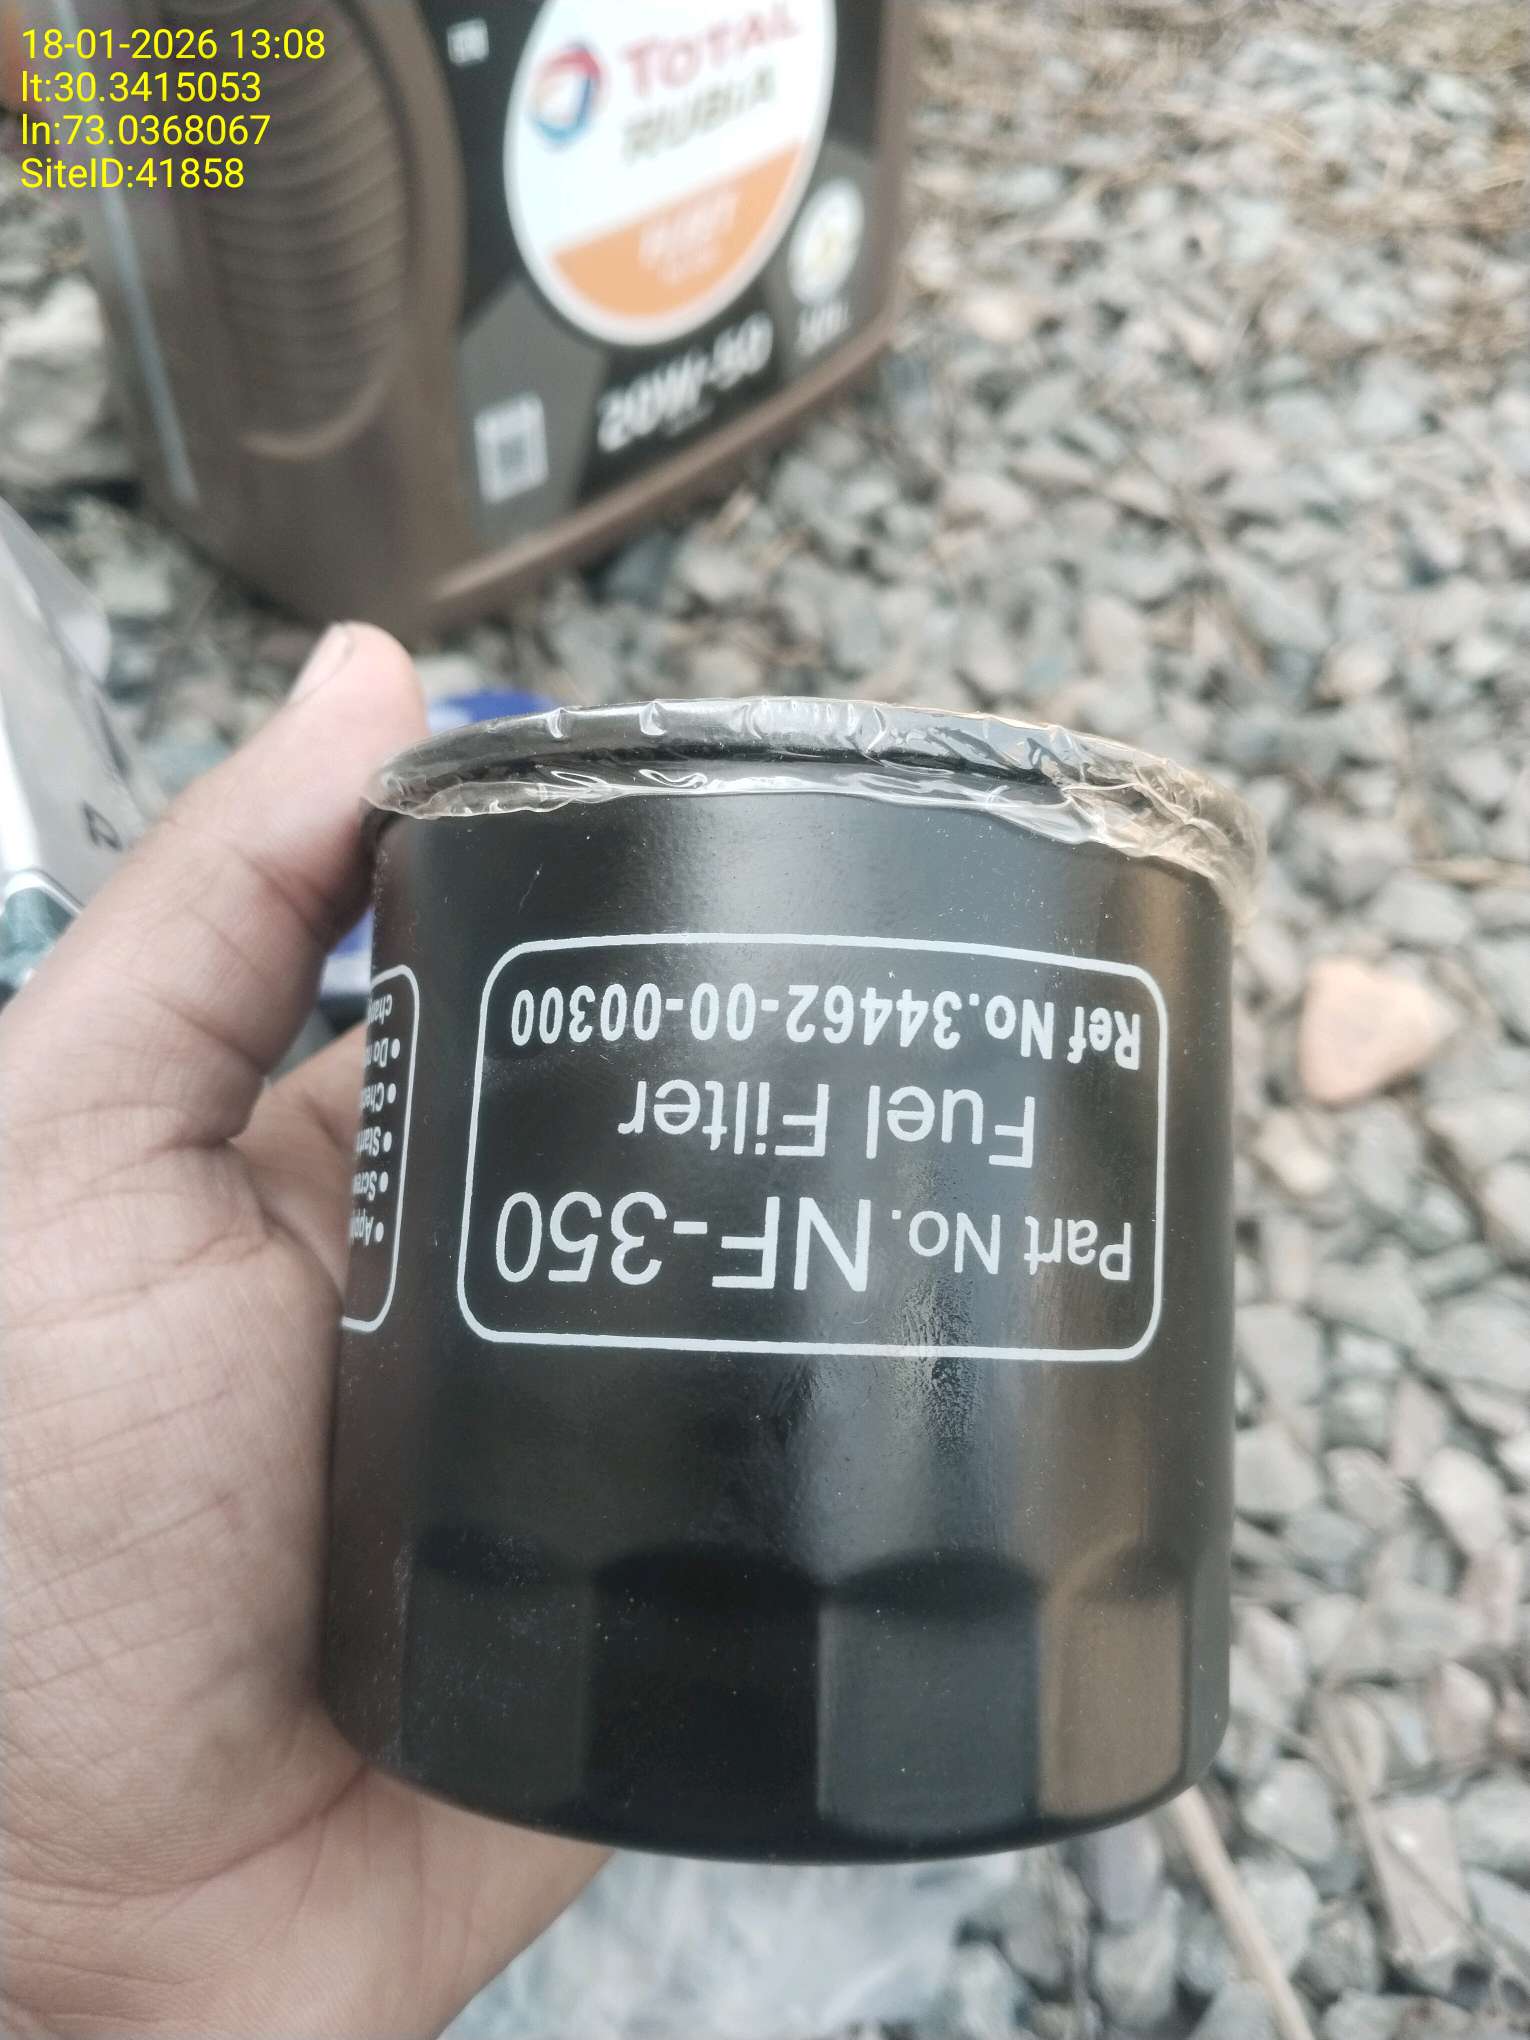 18-01-2026 13:08
lt:30.3415053
ln:73.0368067
SiteID:41858
TOTAL
RUBIA
20W-50
Part No. NF-350
Fuel Filter
Ref No.34462-00-00300
• Do